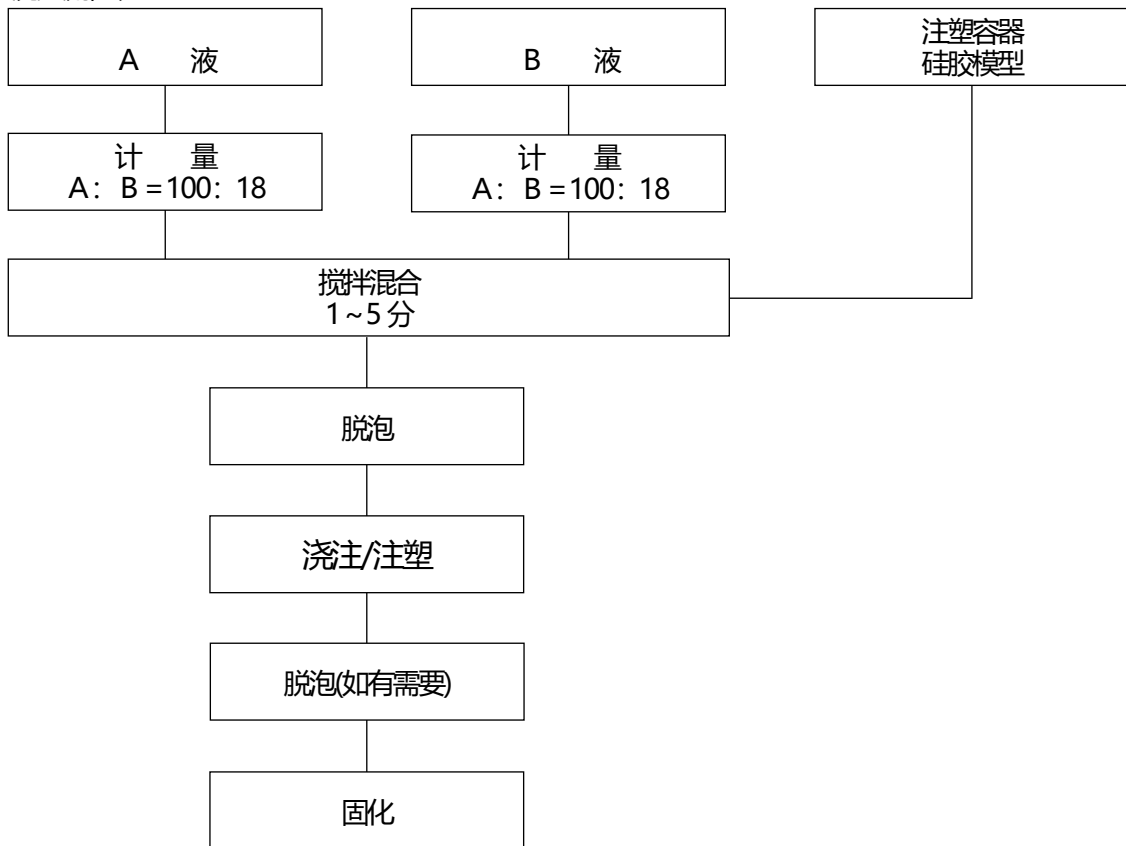 A 液
B 液
注塑容器
硅胶模型
计 量
A：B=100：18
计 量
A：B=100：18
搅拌混合
1~5 分
脱泡
浇注/注塑
脱泡(如有需要)
固化